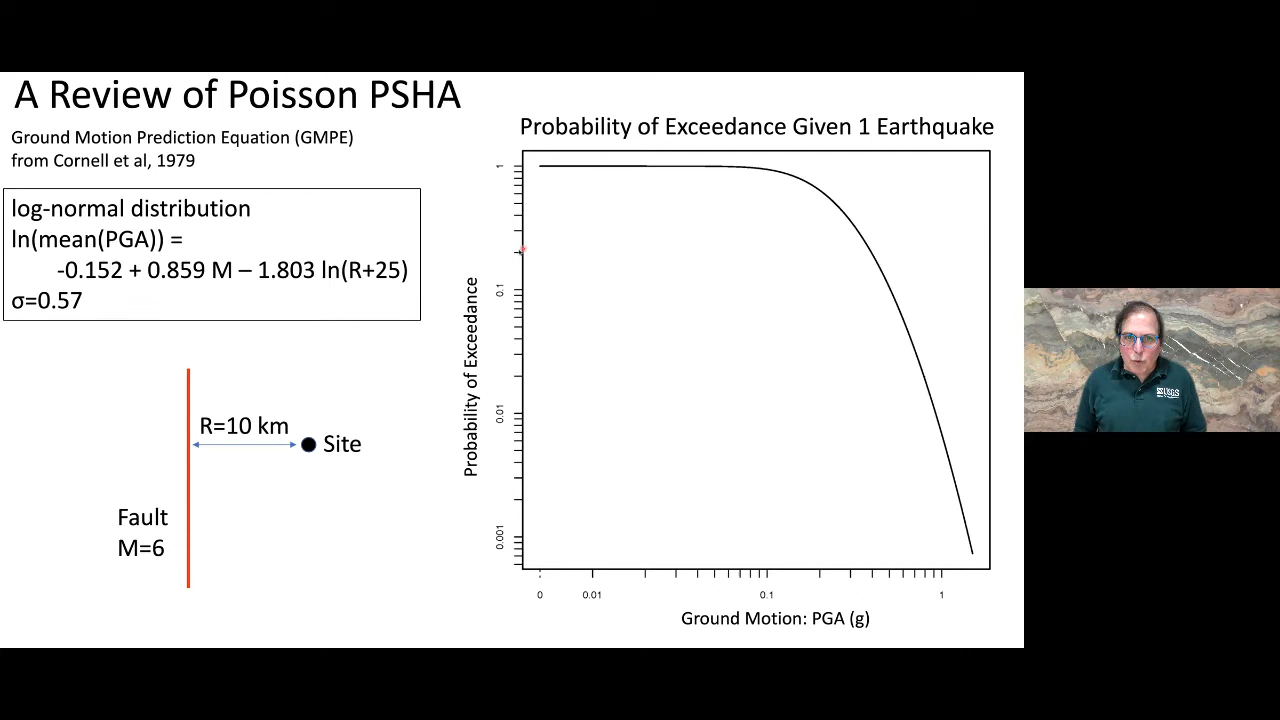 A Review of Poisson PSHA
Ground Motion Prediction Equation (GMPE)
from Cornell et al, 1979
log-normal distribution
ln(mean(PGA)) =
-0.152 + 0.859 M – 1.803 ln(R+25)
σ=0.57
R=10 km
Site
Fault
M=6
Probability of Exceedance Given 1 Earthquake
Probability of Exceedance
1
0.1
0.01
0.001
0
0.01
0.1
1
Ground Motion: PGA (g)
USGS